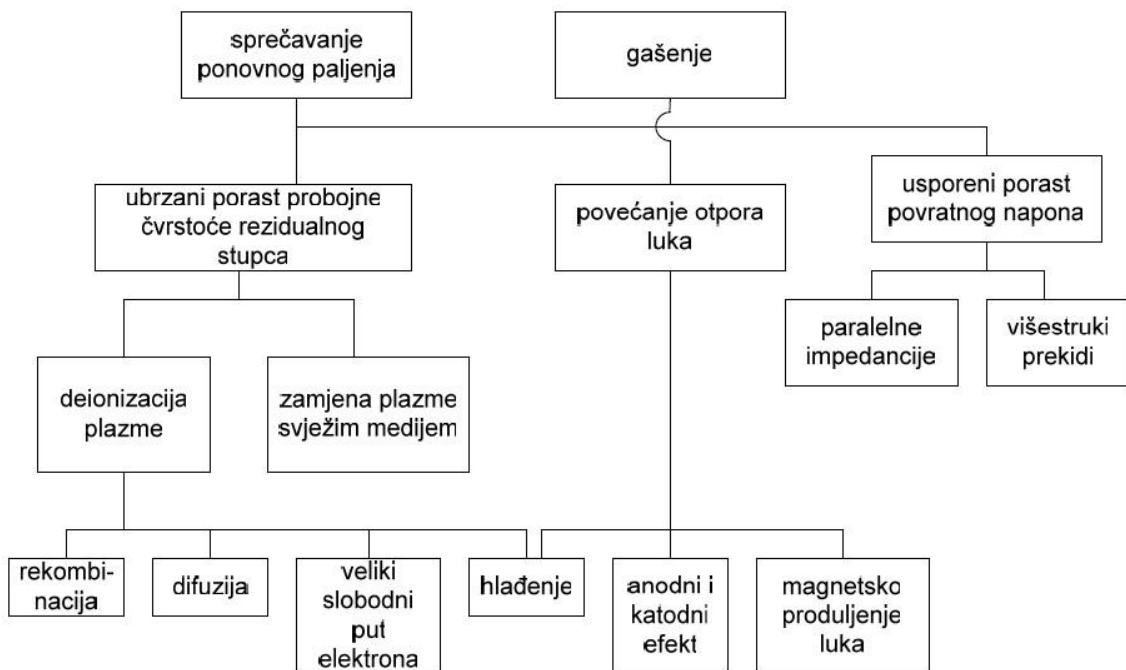 sprečavanje
ponovnog paljenja
gašenje
ubrzani porast probojne
čvrstoće rezidualnog
stupca
povećanje otpora
luka
usporeni porast
povratnog napona
paralelne
impedancije
višestruki
prekidi
deionizacija
plazme
zamjena plazme
svježim medijem
rekombi-
nacija
difuzija
veliki
slobodni
put
elektrona
hlađenje
anodni i
katodni
efekt
magnetsko
produljenje
luka